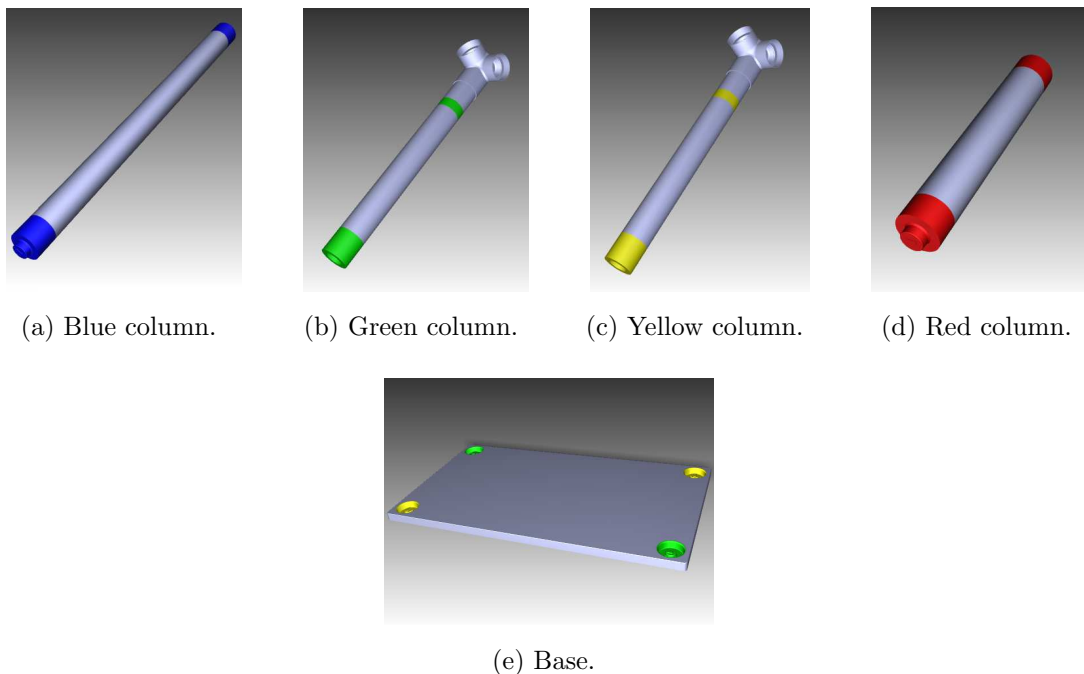 (a) Blue column.
(b) Green column.
(c) Yellow column.
(d) Red column.
(e) Base.